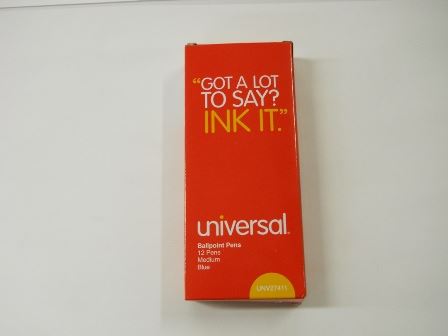 “GOT A LOT
TO SAY?
INK IT.”
universal
Ballpoint Pens
12 Pens
Medium
Blue
UNV27411